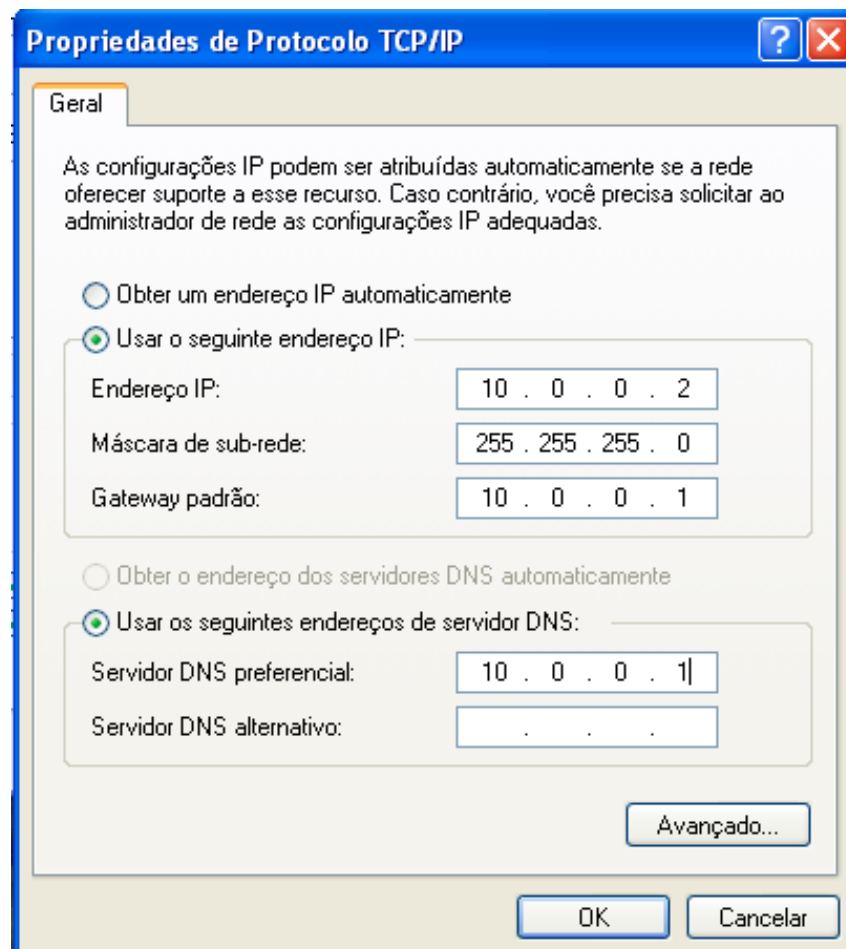 Propriedades de Protocolo TCP/IP
Geral
As configurações IP podem ser atribuídas automaticamente se a rede
oferecer suporte a esse recurso. Caso contrário, você precisa solicitar ao
administrador de rede as configurações IP adequadas.
Obter um endereço IP automaticamente
Usar o seguinte endereço IP:
Endereço IP: 10 . 0 . 0 . 2
Máscara de sub-rede: 255 . 255 . 255 . 0
Gateway padrão: 10 . 0 . 0 . 1
Obter o endereço dos servidores DNS automaticamente
Usar os seguintes endereços de servidor DNS:
Servidor DNS preferencial: 10 . 0 . 0 . 1
Servidor DNS alternativo: . . .
Avançado...
OK Cancelar